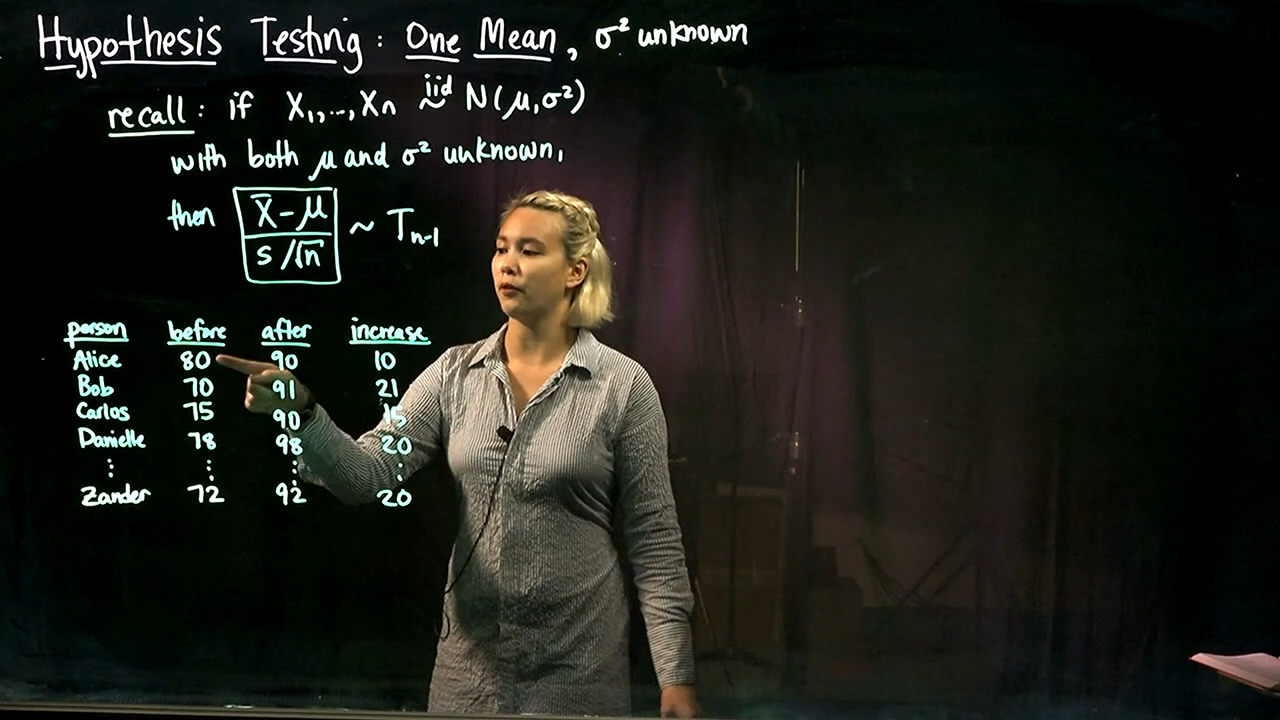 Hypothesis Testing: One Mean, σ² unknown
recall: if X₁,...,Xₙ iid ~ N(μ,σ²)
with both μ and σ² unknown,
then X̄-μ / s/√n ~ Tₙ₋₁
person before after increase
Alice 80 90 10
Bob 70 91 21
Carlos 75 90 15
Danielle 78 98 20
⋮ ⋮ ⋮ ⋮
Zander 72 92 20